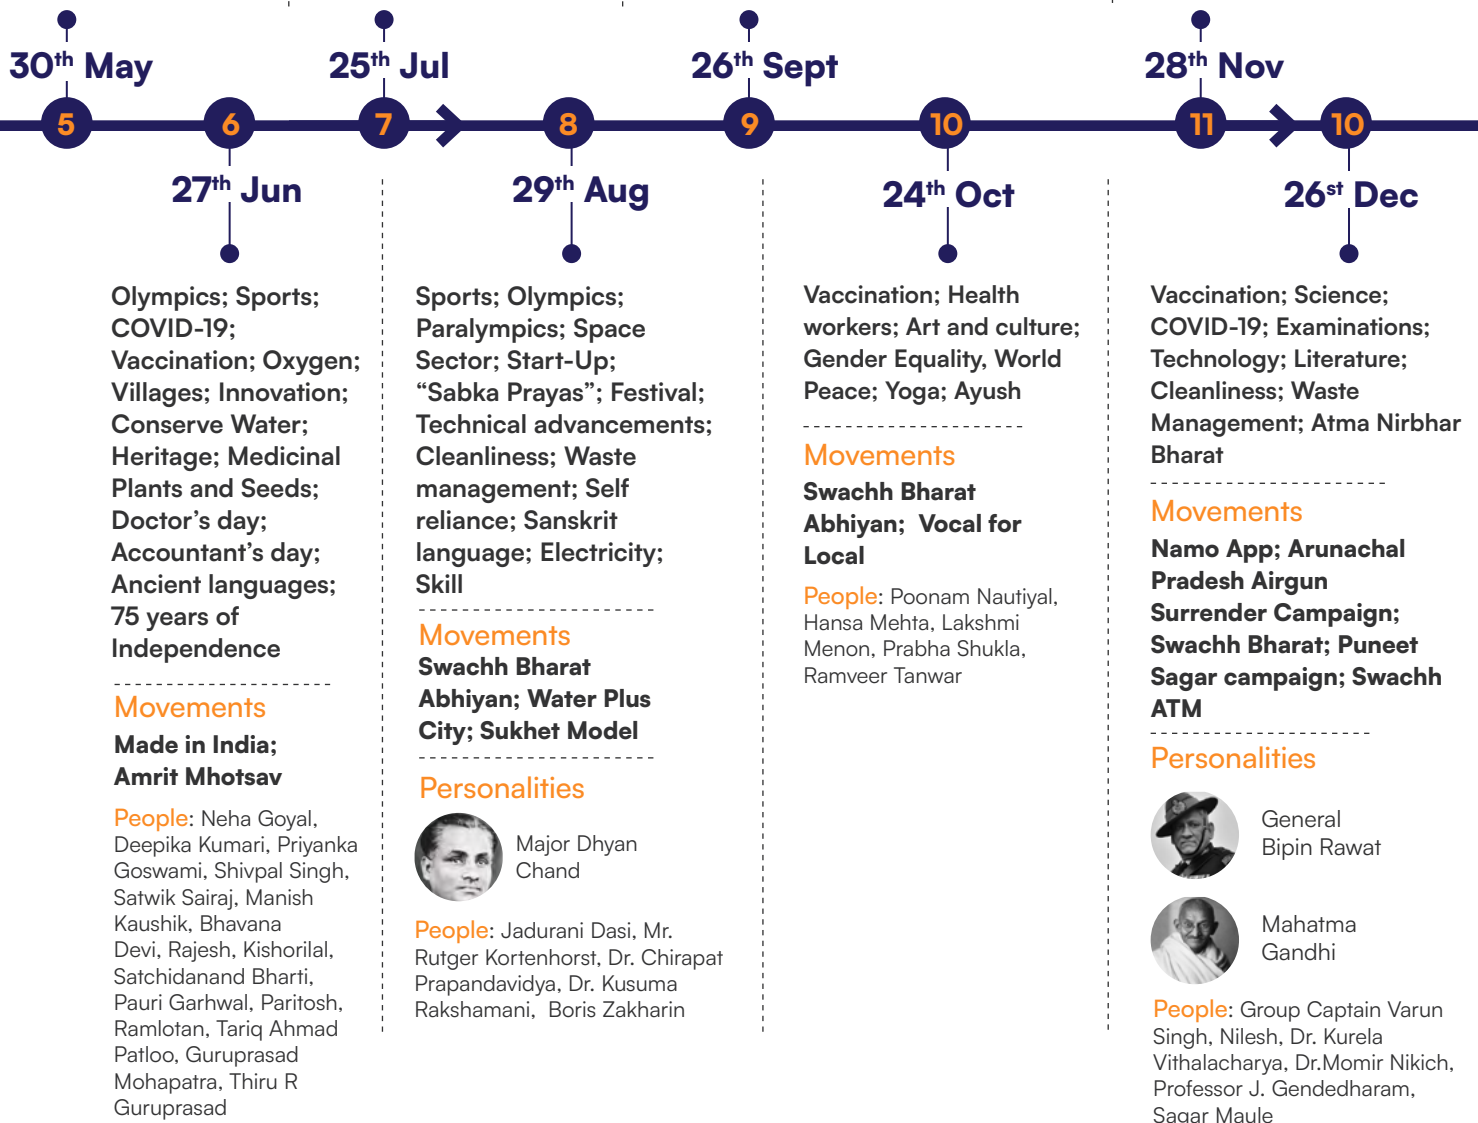 30th May
25th Jul
26th Sept
28th Nov
5
6
7
8
9
10
11
10
27th Jun
29th Aug
24th Oct
26st Dec
Olympics; Sports;
COVID-19;
Vaccination; Oxygen;
Villages; Innovation;
Conserve Water;
Heritage; Medicinal
Plants and Seeds;
Doctor’s day;
Accountant’s day;
Ancient languages;
75 years of
Independence
Movements
Made in India;
Amrit Mhotsav
People: Neha Goyal,
Deepika Kumari, Priyanka
Goswami, Shivpal Singh,
Satwik Sairaj, Manish
Kaushik, Bhavana
Devi, Rajesh, Kishorilal,
Satchidanand Bharti,
Pauri Garhwal, Paritosh,
Ramlotan, Tariq Ahmad
Patloo, Guruprasad
Mohapatra, Thiru R
Guruprasad
Sports; Olympics;
Paralympics; Space
Sector; Start-Up;
“Sabka Prayas”; Festival;
Technical advancements;
Cleanliness; Waste
management; Self
reliance; Sanskrit
language; Electricity;
Skill
Movements
Swachh Bharat
Abhiyan; Water Plus
City; Sukhet Model
Personalities
Major Dhyan
Chand
People: Jadurani Dasi, Mr.
Rutger Kortenhorst, Dr. Chirapat
Prapandavidya, Dr. Kusuma
Rakshamani, Boris Zakharin
Vaccination; Health
workers; Art and culture;
Gender Equality, World
Peace; Yoga; Ayush
Movements
Swachh Bharat
Abhiyan; Vocal for
Local
People: Poonam Nautiyal,
Hansa Mehta, Lakshmi
Menon, Prabha Shukla,
Ramveer Tanwar
Vaccination; Science;
COVID-19; Examinations;
Technology; Literature;
Cleanliness; Waste
Management; Atma Nirbhar
Bharat
Movements
Namo App; Arunachal
Pradesh Airgun
Surrender Campaign;
Swachh Bharat; Puneet
Sagar campaign; Swachh
ATM
Personalities
General
Bipin Rawat
Mahatma
Gandhi
People: Group Captain Varun
Singh, Nilesh, Dr. Kurela
Vithalacharya, Dr.Momir Nikich,
Professor J. Gendedharam,
Sagar Maule